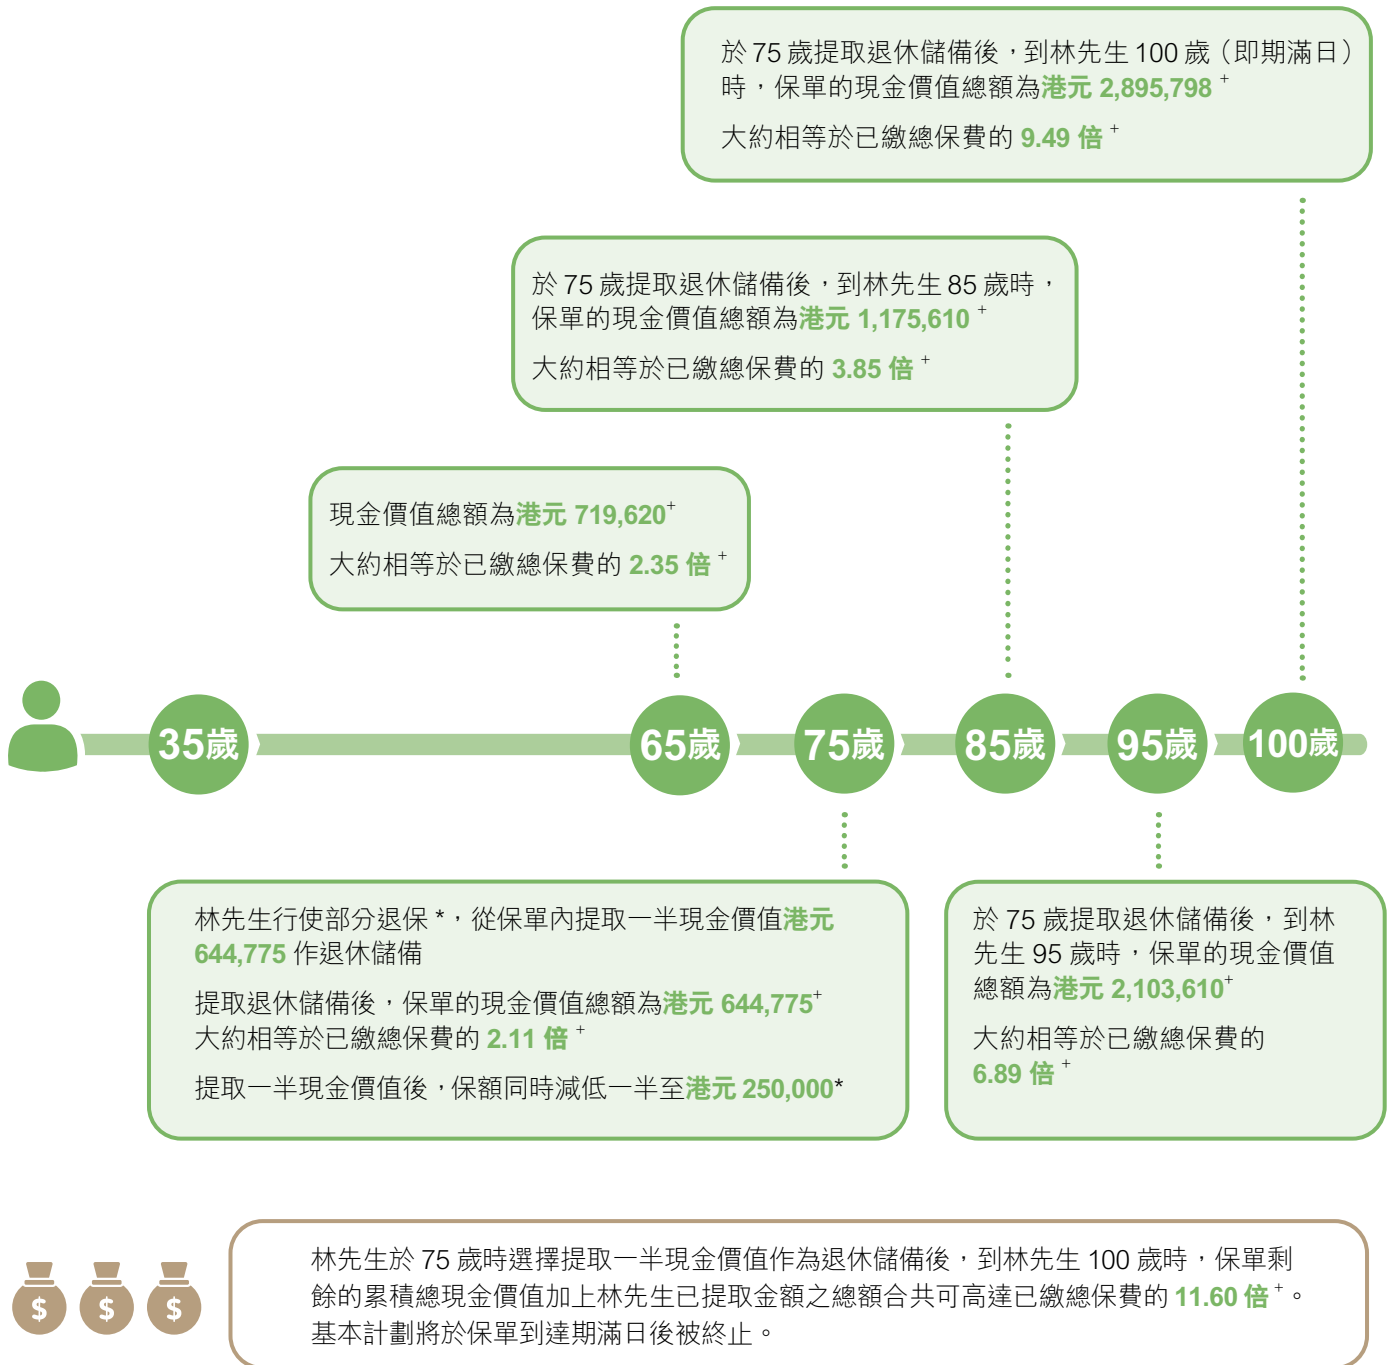 於 75 歲提取退休儲備後，到林先生 100 歲（即期滿日）
時，保單的現金價值總額為港元 2,895,798 +
大約相等於已繳總保費的 9.49 倍 +
於 75 歲提取退休儲備後，到林先生 85 歲時，
保單的現金價值總額為港元 1,175,610 +
大約相等於已繳總保費的 3.85 倍 +
現金價值總額為港元 719,620+
大約相等於已繳總保費的 2.35 倍 +
35歲
65歲
75歲
85歲
95歲
100歲
林先生行使部分退保 *，從保單內提取一半現金價值港元
644,775 作退休儲備
提取退休儲備後，保單的現金價值總額為港元 644,775+
大約相等於已繳總保費的 2.11 倍 +
提取一半現金價值後，保額同時減低一半至港元 250,000*
於 75 歲提取退休儲備後，到林
先生 95 歲時，保單的現金價值
總額為港元 2,103,610+
大約相等於已繳總保費的
6.89 倍 +
$ $ $
林先生於 75 歲時選擇提取一半現金價值作為退休儲備後，到林先生 100 歲時，保單剩
餘的累積總現金價值加上林先生已提取金額之總額合共可高達已繳總保費的 11.60 倍 +。
基本計劃將於保單到達期滿日後被終止。